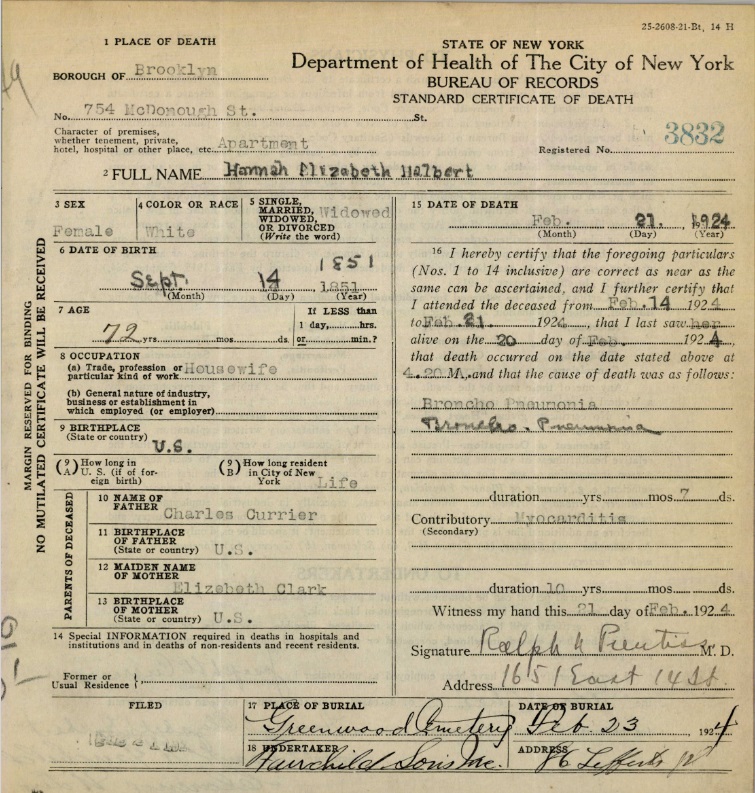 25-2608-21-Bt, 14 H
1 PLACE OF DEATH
STATE OF NEW YORK
Department of Health of The City of New York
BUREAU OF RECORDS
STANDARD CERTIFICATE OF DEATH
BOROUGH OF Brooklyn
No. 754 McDonough St. St.
Character of premises,
whether tenement, private,
hotel, hospital or other place, etc. Apartment
Registered No. 3832
2 FULL NAME Hannah Elizabeth Halbert
3 SEX
Female
4 COLOR OR RACE
White
5 SINGLE,
MARRIED,
WIDOWED,
OR DIVORCED
(Write the word)
Widowed
6 DATE OF BIRTH
1851
Sept. 14 1851
(Month) (Day) (Year)
7 AGE
72 yrs. mos. ds.
If LESS than
1 day, hrs.
or min.?
8 OCCUPATION
(a) Trade, profession or
particular kind of work Housewife
(b) General nature of industry,
business or establishment in
which employed (or employer)
9 BIRTHPLACE
(State or country) U.S.
(9 A) How long in
U. S. (if of for-
eign birth)
(9 B) How long resident
in City of New
York Life
PARENTS OF DECEASED
10 NAME OF
FATHER Charles Currier
11 BIRTHPLACE
OF FATHER
(State or country) U.S.
12 MAIDEN NAME
OF MOTHER
Elizabeth Clark
13 BIRTHPLACE
OF MOTHER
(State or country) U.S.
14 Special INFORMATION required in deaths in hospitals and
institutions and in deaths of non-residents and recent residents.
Former or
Usual Residence
15 DATE OF DEATH
Feb. 21. 1924
(Month) (Day) (Year)
16 I hereby certify that the foregoing particulars
(Nos. 1 to 14 inclusive) are correct as near as the
same can be ascertained, and I further certify that
I attended the deceased from Feb. 14 1924
to Feb. 21 1924, that I last saw her
alive on the 20 day of Feb. 1924
that death occurred on the date stated above at
4.20 M., and that the cause of death was as follows:
Broncho Pneumonia
Broncho. Pneumonia
duration yrs. mos. 7 ds.
Contributory Myocarditis
(Secondary)
duration 10 yrs. mos. ds.
Witness my hand this 21 day of Feb. 1924
Signature Ralph Prentiss M. D.
Address 1651 East 14 St.
FILED
17 PLACE OF BURIAL
Greenwood Cemetery
DATE OF BURIAL
Feb. 23 1924
18 UNDERTAKER
Fairchild Sons Inc.
ADDRESS
86 Lefferts Pl
MARGIN RESERVED FOR BINDING
NO MUTILATED CERTIFICATE WILL BE RECEIVED